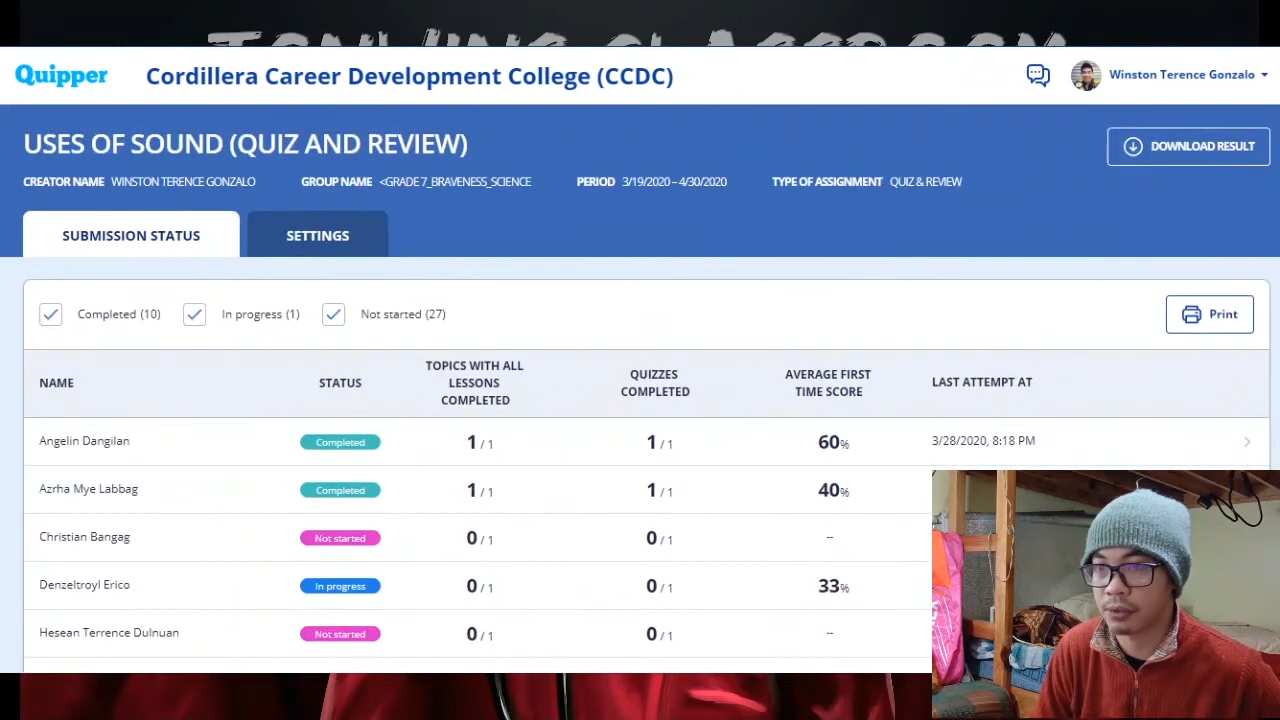 Quipper
Cordillera Career Development College (CCDC)
Winston Terence Gonzalo
USES OF SOUND (QUIZ AND REVIEW)
DOWNLOAD RESULT
CREATOR NAME WINSTON TERENCE GONZALO GROUP NAME <GRADE 7_BRAVENESS_SCIENCE PERIOD 3/19/2020 – 4/30/2020 TYPE OF ASSIGNMENT QUIZ & REVIEW
SUBMISSION STATUS SETTINGS
Completed (10) In progress (1) Not started (27) Print
NAME STATUS TOPICS WITH ALL LESSONS COMPLETED QUIZZES COMPLETED AVERAGE FIRST TIME SCORE LAST ATTEMPT AT
Angelin Dangilan Completed 1 / 1 1 / 1 60% 3/28/2020, 8:18 PM
Azrha Mye Labbag Completed 1 / 1 1 / 1 40%
Christian Bangag Not started 0 / 1 0 / 1 --
Denzeltroyl Erico In progress 0 / 1 0 / 1 33%
Hesean Terrence Dulnuan Not started 0 / 1 0 / 1 --